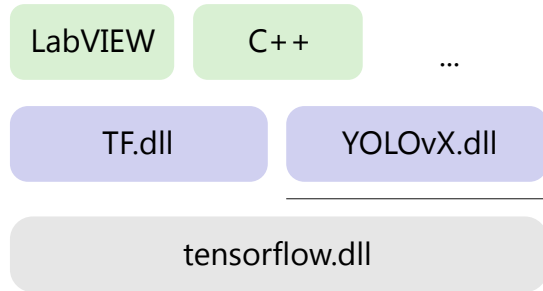 LabVIEW
C++
...
TF.dll
YOLOvX.dll
tensorflow.dll